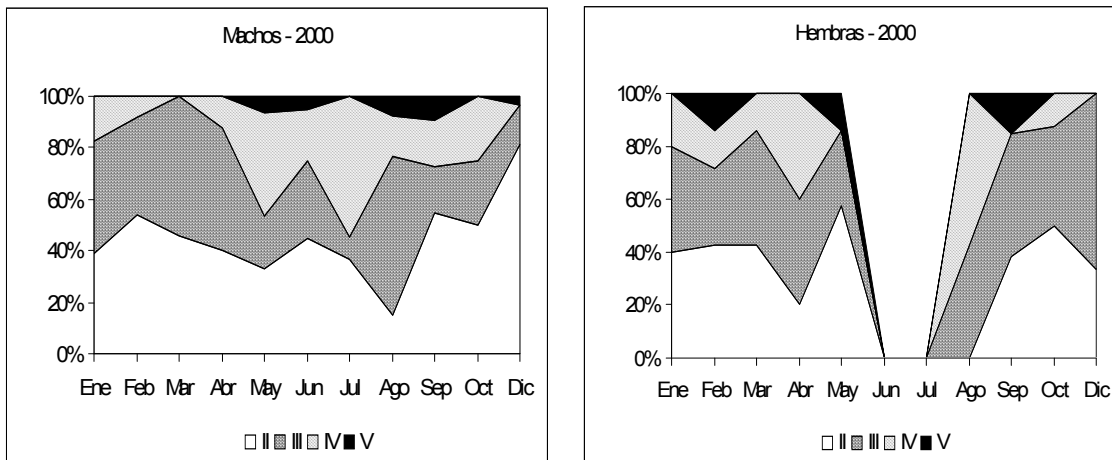 Machos - 2000
100%
80%
60%
40%
20%
0%
Ene Feb Mar Abr May Jun Jul Ago Sep Oct Dic
II III IV V
Hembras - 2000
100%
80%
60%
40%
20%
0%
Ene Feb Mar Abr May Jun Jul Ago Sep Oct Dic
II III IV V